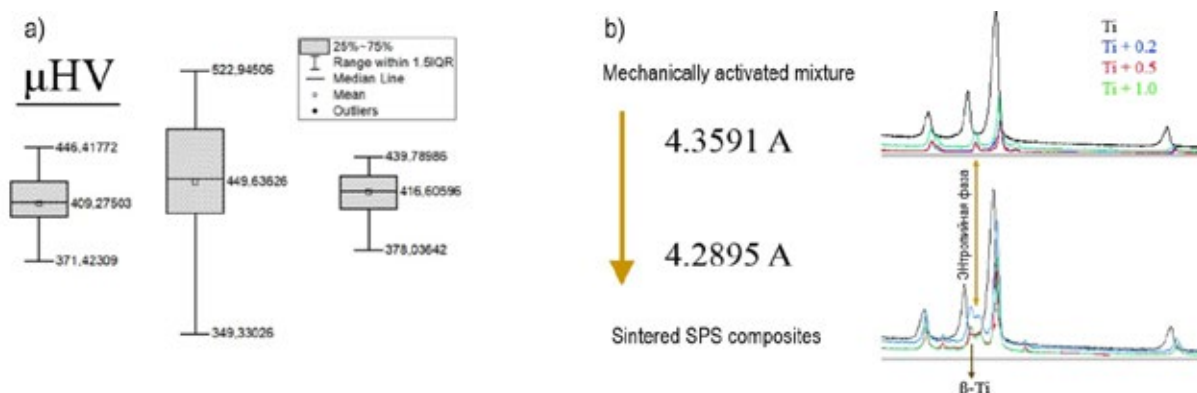 a)
µHV
25%~75%
Range within 1.5IQR
Median Line
Mean
Outliers
446,41772
409,27503
371,42309
522,94506
449,63626
349,33026
439,78986
416,60596
378,03642
b)
Mechanically activated mixture
4.3591 A
4.2895 A
Sintered SPS composites
Ti
Ti + 0.2
Ti + 0.5
Ti + 1.0
ЭНтропийная фаза
β-Ti